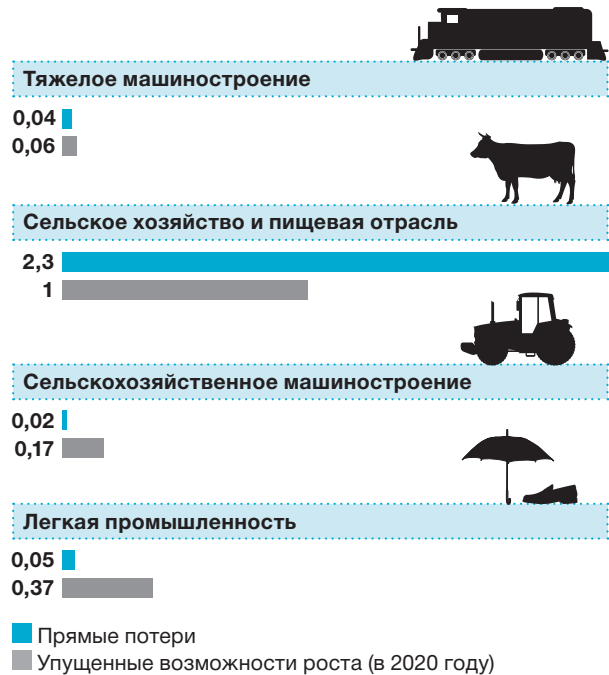 Тяжелое машиностроение
0,04
0,06
Сельское хозяйство и пищевая отрасль
2,3
1
Сельскохозяйственное машиностроение
0,02
0,17
Легкая промышленность
0,05
0,37
Прямые потери
Упущенные возможности роста (в 2020 году)